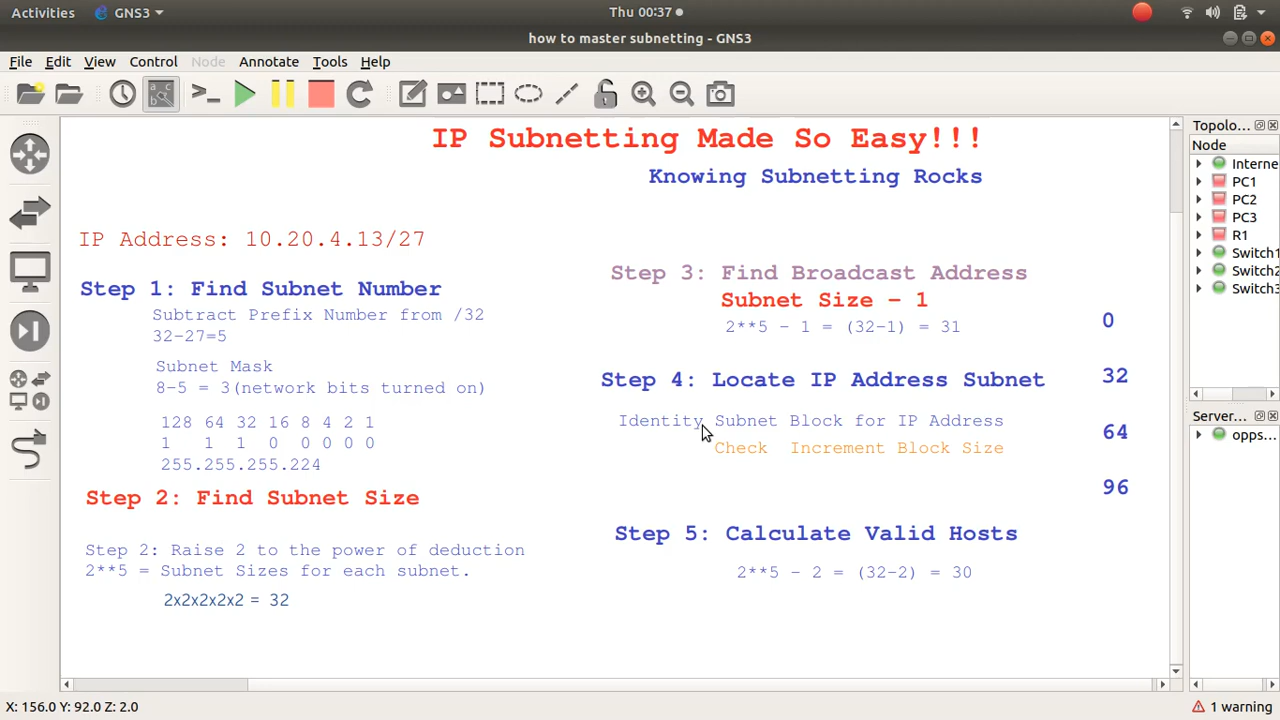 Activities
GNS3
Thu 00:37
how to master subnetting - GNS3
File Edit View Control Node Annotate Tools Help
IP Subnetting Made So Easy!!!
Knowing Subnetting Rocks
IP Address: 10.20.4.13/27
Step 1: Find Subnet Number
Subtract Prefix Number from /32
32-27=5
Subnet Mask
8-5 = 3(network bits turned on)
128 64 32 16 8 4 2 1
1 1 1 0 0 0 0 0
255.255.255.224
Step 2: Find Subnet Size
Step 2: Raise 2 to the power of deduction
2**5 = Subnet Sizes for each subnet.
2x2x2x2x2 = 32
Step 3: Find Broadcast Address
Subnet Size - 1
2**5 - 1 = (32-1) = 31
Step 4: Locate IP Address Subnet
Identity Subnet Block for IP Address
Check Increment Block Size
Step 5: Calculate Valid Hosts
2**5 - 2 = (32-2) = 30
0
32
64
96
Topolo...
Node
Interne
PC1
PC2
PC3
R1
Switch1
Switch2
Switch3
Server...
opps...
X: 156.0 Y: 92.0 Z: 2.0
1 warning